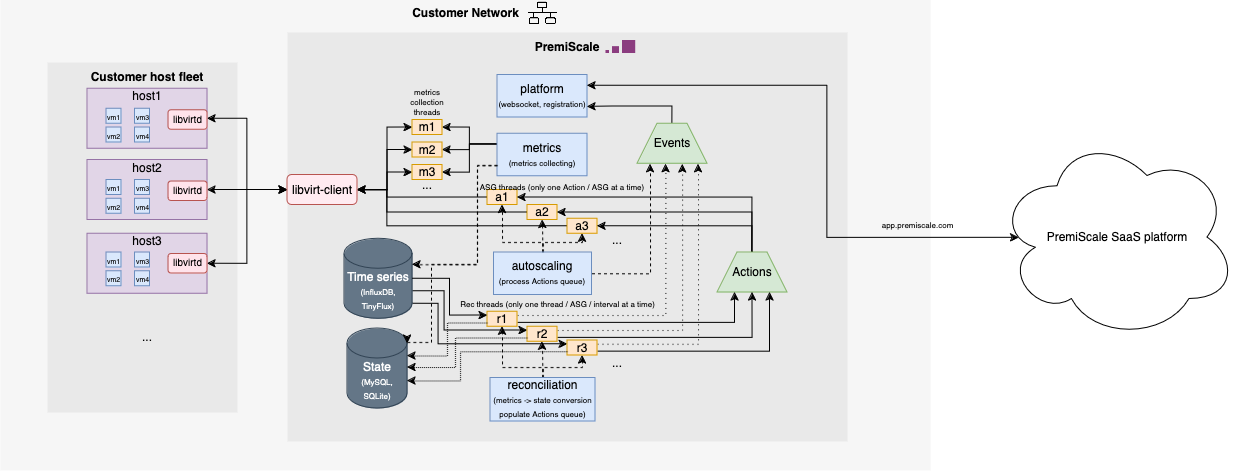 Customer Network
PremiScale
Customer host fleet
host1
vm1
vm3
vm2
vm4
libvirtd
host2
vm1
vm3
vm2
vm4
libvirtd
host3
vm1
vm3
vm2
vm4
libvirtd
...
libvirt-client
metrics
collection
threads
m1
m2
m3
...
platform
(websocket, registration)
metrics
(metrics collecting)
Events
ASG threads (only one Action / ASG at a time)
a1
a2
a3
...
autoscaling
(process Actions queue)
Actions
Time series
(InfluxDB,
TinyFlux)
Rec threads (only one thread / ASG / interval at a time)
r1
r2
r3
...
State
(MySQL,
SQLite)
reconciliation
(metrics -> state conversion
populate Actions queue)
app.premiscale.com
PremiScale SaaS platform